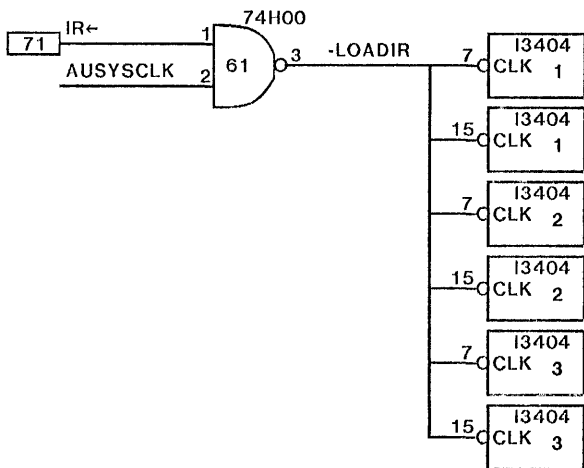 74H00
71 IR← 1
61 3 -LOADIR
AUSYSCLK 2
I3404
7 CLK 1
I3404
15 CLK 1
I3404
7 CLK 2
I3404
15 CLK 2
I3404
7 CLK 3
I3404
15 CLK 3